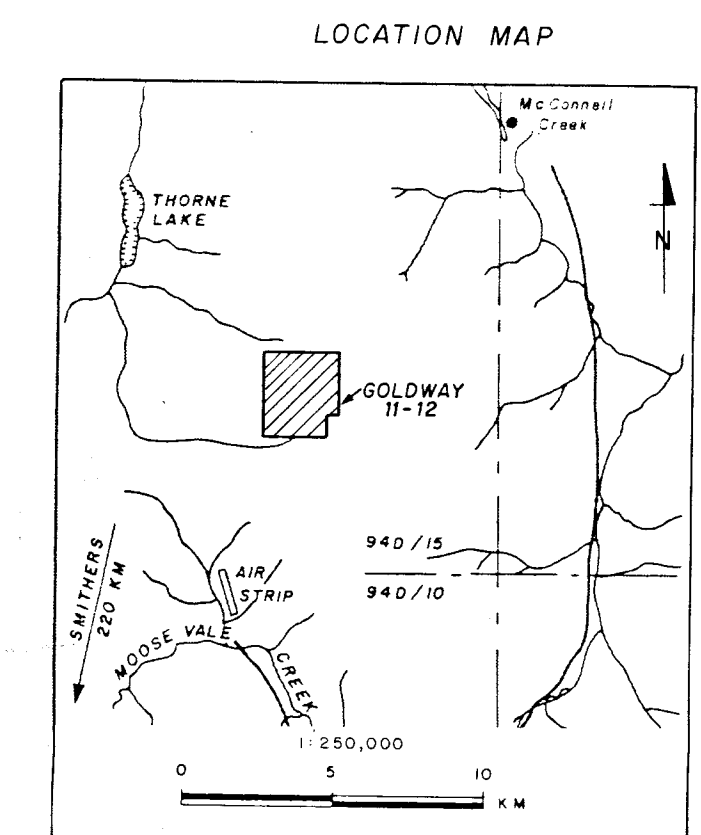 LOCATION MAP
McConnell
Creek
THORNE
LAKE
N
GOLDWAY
11-12
94D/15
94D/10
AIR
STRIP
SMITHERS
220 KM
MOOSE VALE
CREEK
1:250,000
0 5 10
KM